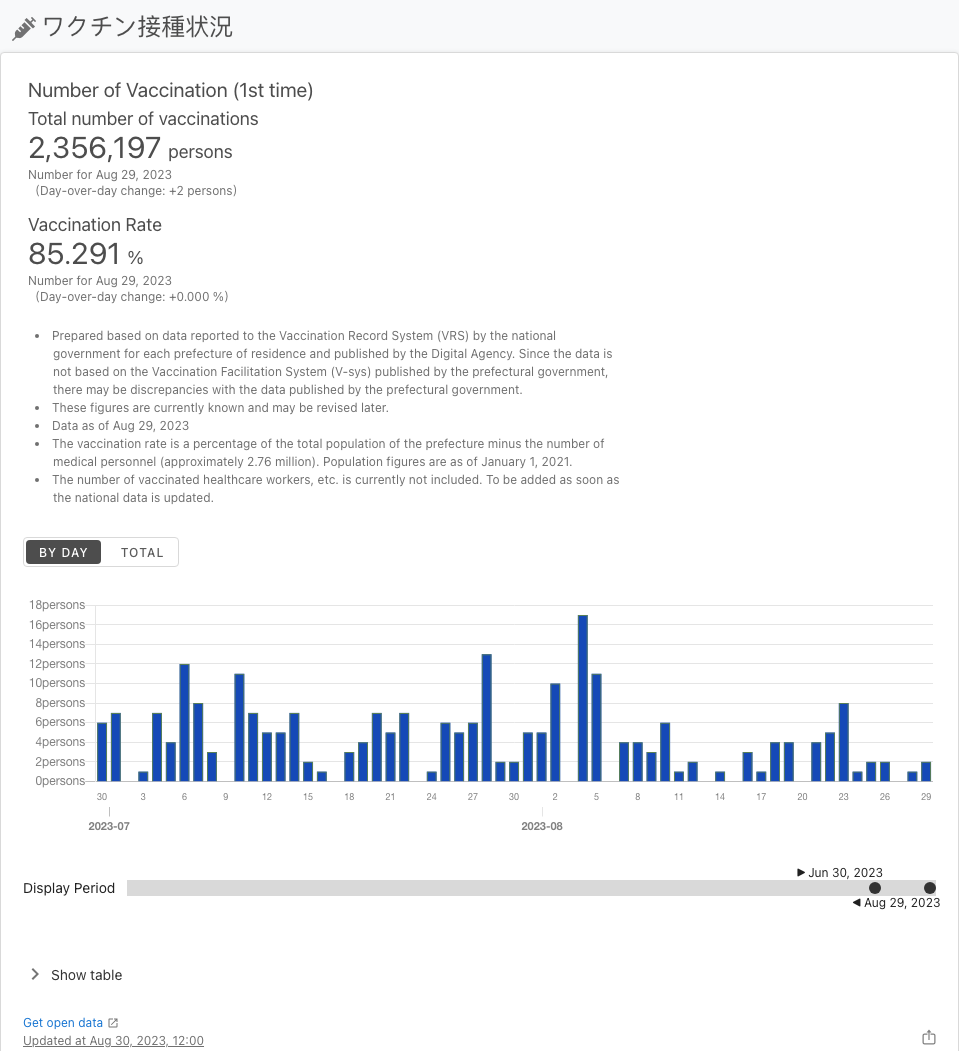 ワクチン接種状況
Number of Vaccination (1st time)
Total number of vaccinations
2,356,197 persons
Number for Aug 29, 2023
(Day-over-day change: +2 persons)
Vaccination Rate
85.291 %
Number for Aug 29, 2023
(Day-over-day change: +0.000 %)
• Prepared based on data reported to the Vaccination Record System (VRS) by the national
government for each prefecture of residence and published by the Digital Agency. Since the data is
not based on the Vaccination Facilitation System (V-sys) published by the prefectural government,
there may be discrepancies with the data published by the prefectural government.
• These figures are currently known and may be revised later.
• Data as of Aug 29, 2023
• The vaccination rate is a percentage of the total population of the prefecture minus the number of
medical personnel (approximately 2.76 million). Population figures are as of January 1, 2021.
• The number of vaccinated healthcare workers, etc. is currently not included. To be added as soon as
the national data is updated.
BY DAY TOTAL
18persons
16persons
14persons
12persons
10persons
8persons
6persons
4persons
2persons
0persons
30 3 6 9 12 15 18 21 24 27 30 2 5 8 11 14 17 20 23 26 29
2023-07 2023-08
Jun 30, 2023
Display Period
Aug 29, 2023
Show table
Get open data
Updated at Aug 30, 2023, 12:00